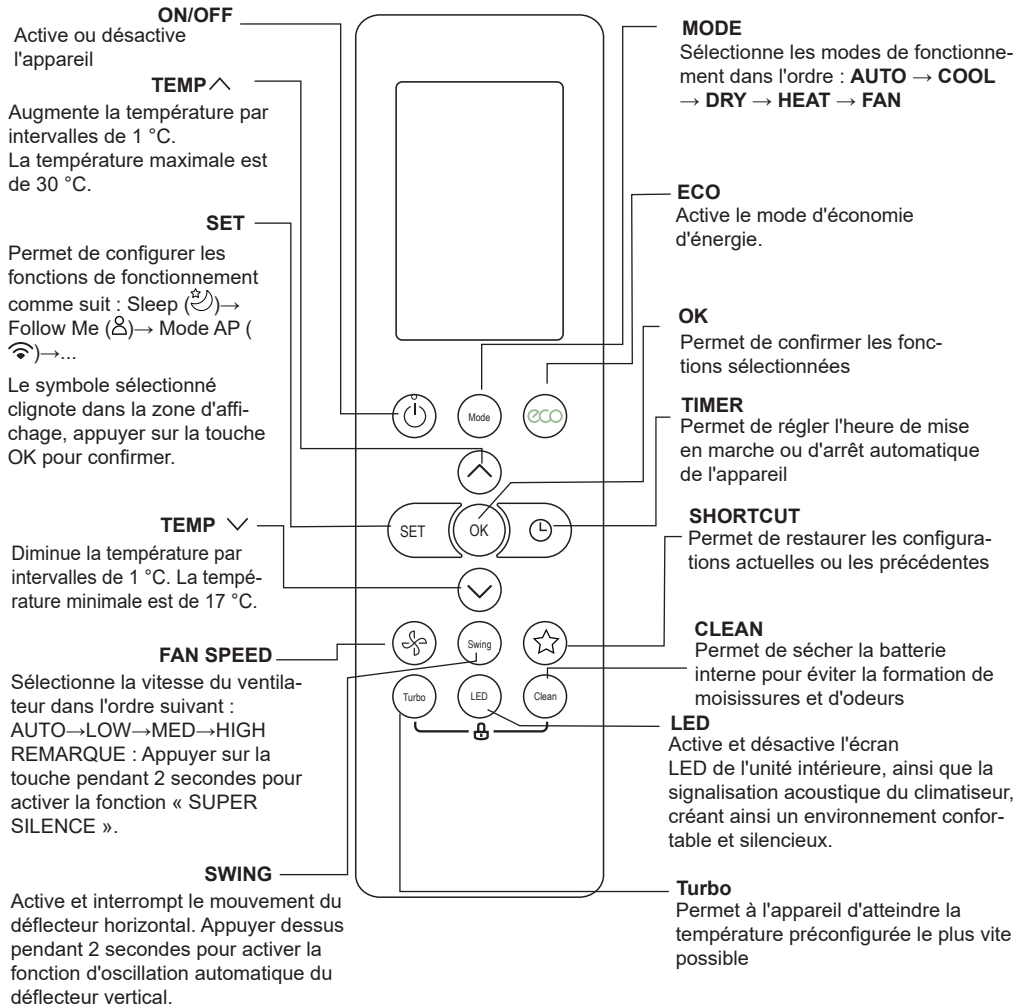 ON/OFF
Active ou désactive
l'appareil
TEMP
Augmente la température par
intervalles de 1 °C.
La température maximale est
de 30 °C.
SET
Permet de configurer les
fonctions de fonctionnement
comme suit : Sleep ( )→
Follow Me ( )→ Mode AP (
)→...
Le symbole sélectionné
clignote dans la zone d'affi-
chage, appuyer sur la touche
OK pour confirmer.
TEMP
Diminue la température par
intervalles de 1 °C. La tempé-
rature minimale est de 17 °C.
FAN SPEED
Sélectionne la vitesse du ventila-
teur dans l'ordre suivant :
AUTO→LOW→MED→HIGH
REMARQUE : Appuyer sur la
touche pendant 2 secondes pour
activer la fonction « SUPER
SILENCE ».
SWING
Active et interrompt le mouvement du
déflecteur horizontal. Appuyer dessus
pendant 2 secondes pour activer la
fonction d'oscillation automatique du
déflecteur vertical.
Mode
eco
SET
OK
Swing
Turbo
LED
Clean
MODE
Sélectionne les modes de fonctionne-
ment dans l'ordre : AUTO → COOL
→ DRY → HEAT → FAN
ECO
Active le mode d'économie
d'énergie.
OK
Permet de confirmer les fonc-
tions sélectionnées
TIMER
Permet de régler l'heure de mise
en marche ou d'arrêt automatique
de l'appareil
SHORTCUT
Permet de restaurer les configura-
tions actuelles ou les précédentes
CLEAN
Permet de sécher la batterie
interne pour éviter la formation de
moisissures et d'odeurs
LED
Active et désactive l'écran
LED de l'unité intérieure, ainsi que la
signalisation acoustique du climatiseur,
créant ainsi un environnement confor-
table et silencieux.
Turbo
Permet à l'appareil d'atteindre la
température préconfigurée le plus vite
possible